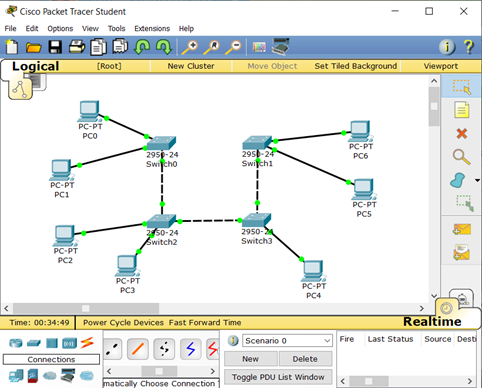 Cisco Packet Tracer Student
File Edit Options View Tools Extensions Help
Logical [Root] New Cluster Move Object Set Tiled Background Viewport
PC-PT
PC0
2950-24
Switch0
2950-24
Switch1
PC-PT
PC6
PC-PT
PC1
PC-PT
PC5
PC-PT
PC2
2950-24
Switch2
2950-24
Switch3
PC-PT
PC3
PC-PT
PC4
Time: 00:34:49 Power Cycle Devices Fast Forward Time Realtime
Connections
Scenario 0
New Delete
Toggle PDU List Window
Fire Last Status Source
matically Choose Connection